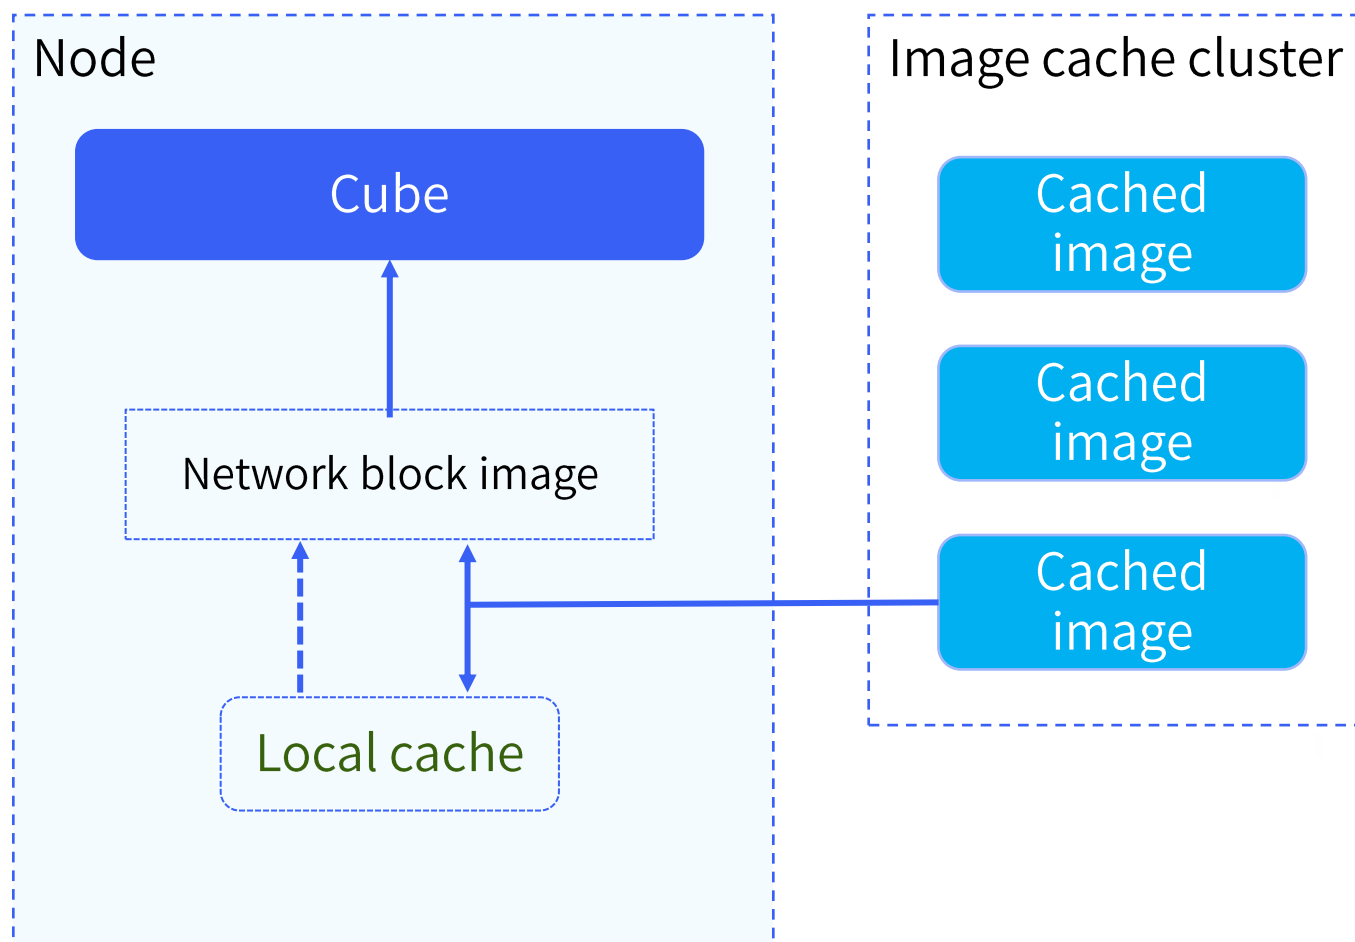 Node
Cube
Network block image
Local cache
Image cache cluster
Cached
image
Cached
image
Cached
image